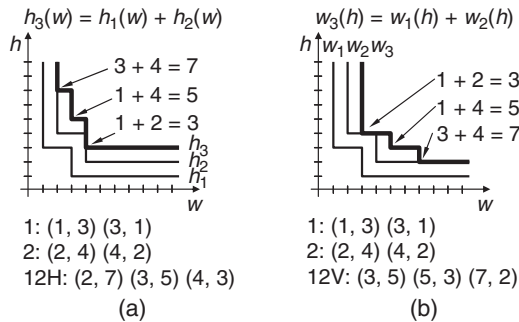 h3(w) = h1(w) + h2(w)
h
3 + 4 = 7
1 + 4 = 5
1 + 2 = 3
h3
h2
h1
w
1: (1, 3) (3, 1)
2: (2, 4) (4, 2)
12H: (2, 7) (3, 5) (4, 3)
(a)
w3(h) = w1(h) + w2(h)
h
w1 w2 w3
1 + 2 = 3
1 + 4 = 5
3 + 4 = 7
w
1: (1, 3) (3, 1)
2: (2, 4) (4, 2)
12V: (3, 5) (5, 3) (7, 2)
(b)